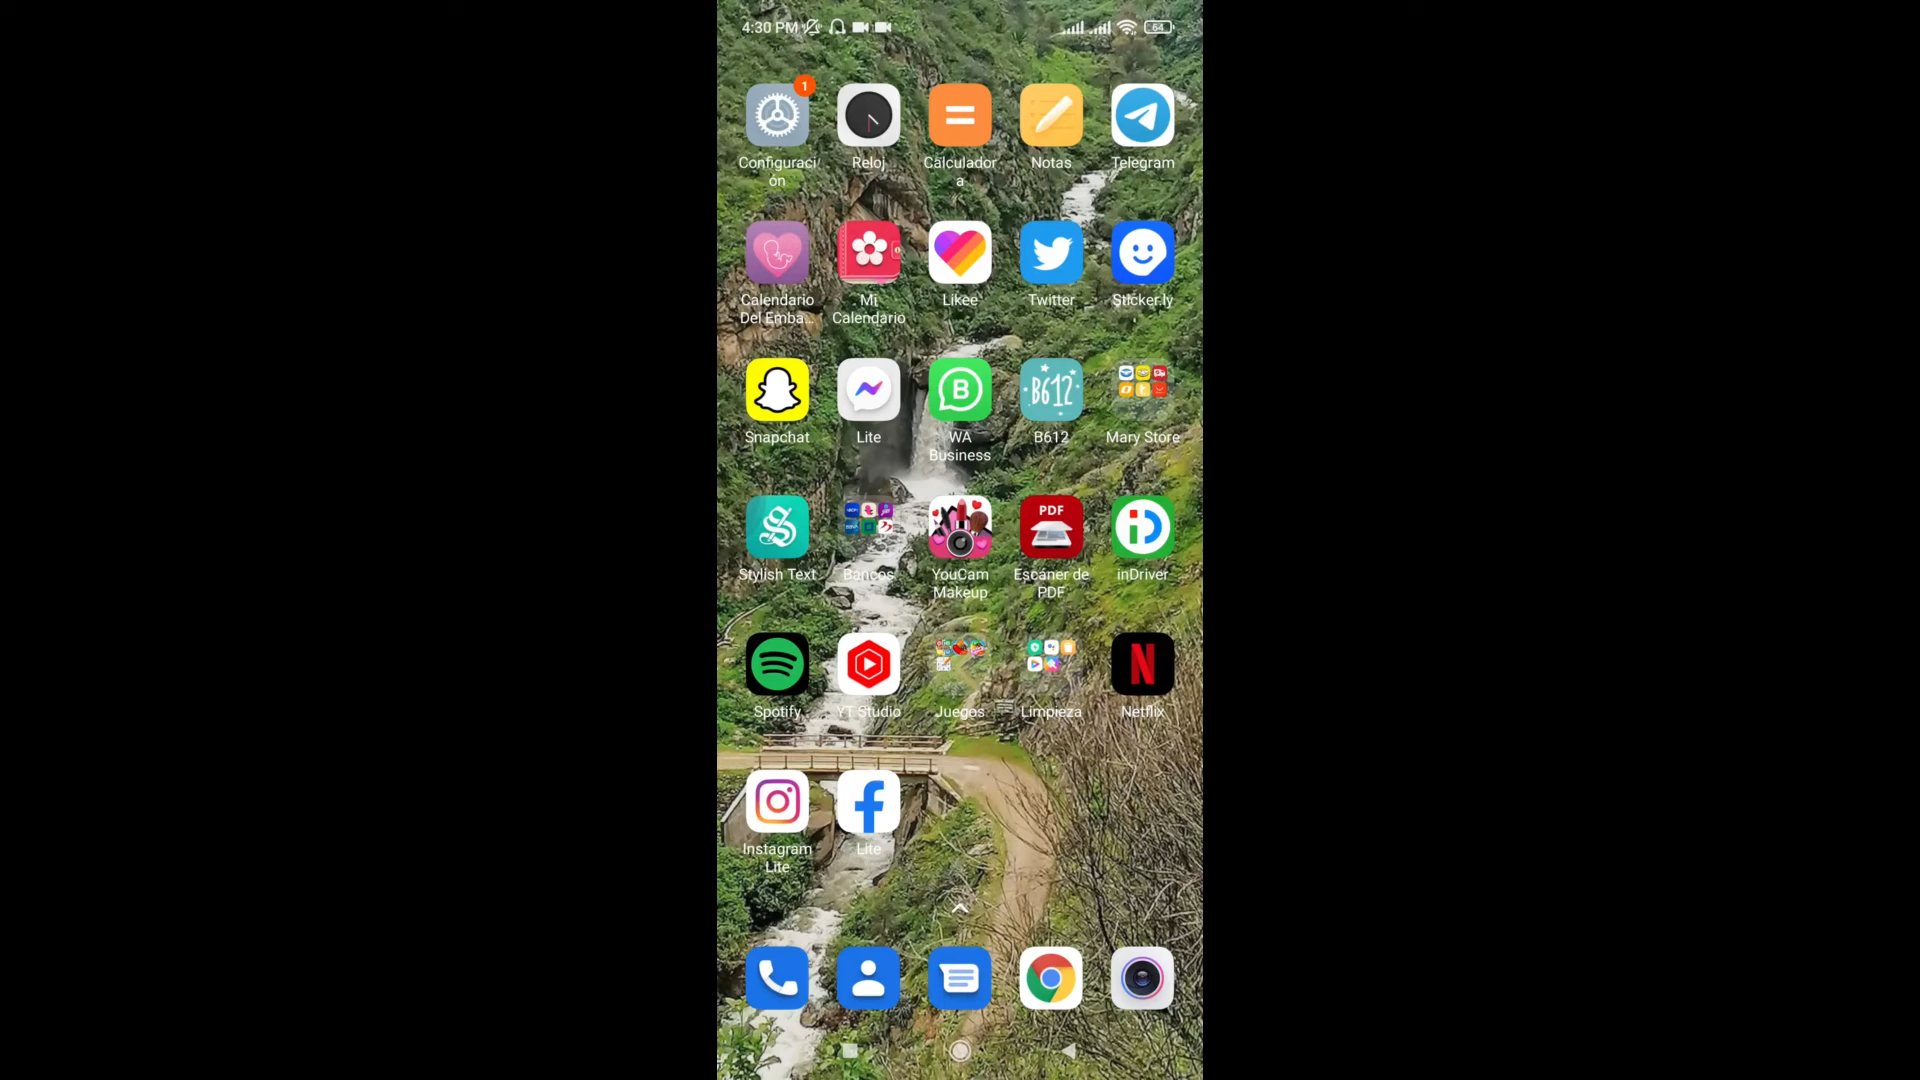 4:30 PM
64
1
Configuraci
ón
Reloj
Calculador
a
Notas
Telegram
Calendario
Del Emba...
Mi
Calendario
Likee
Twitter
Sticker.ly
Snapchat
Lite
B
WA
Business
B612
B612
Mary Store
Stylish Text
Bancos
YouCam
Makeup
PDF
Escáner de
PDF
iD
inDriver
Spotify
YT Studio
Juegos
Limpieza
N
Netflix
Instagram
Lite
Lite